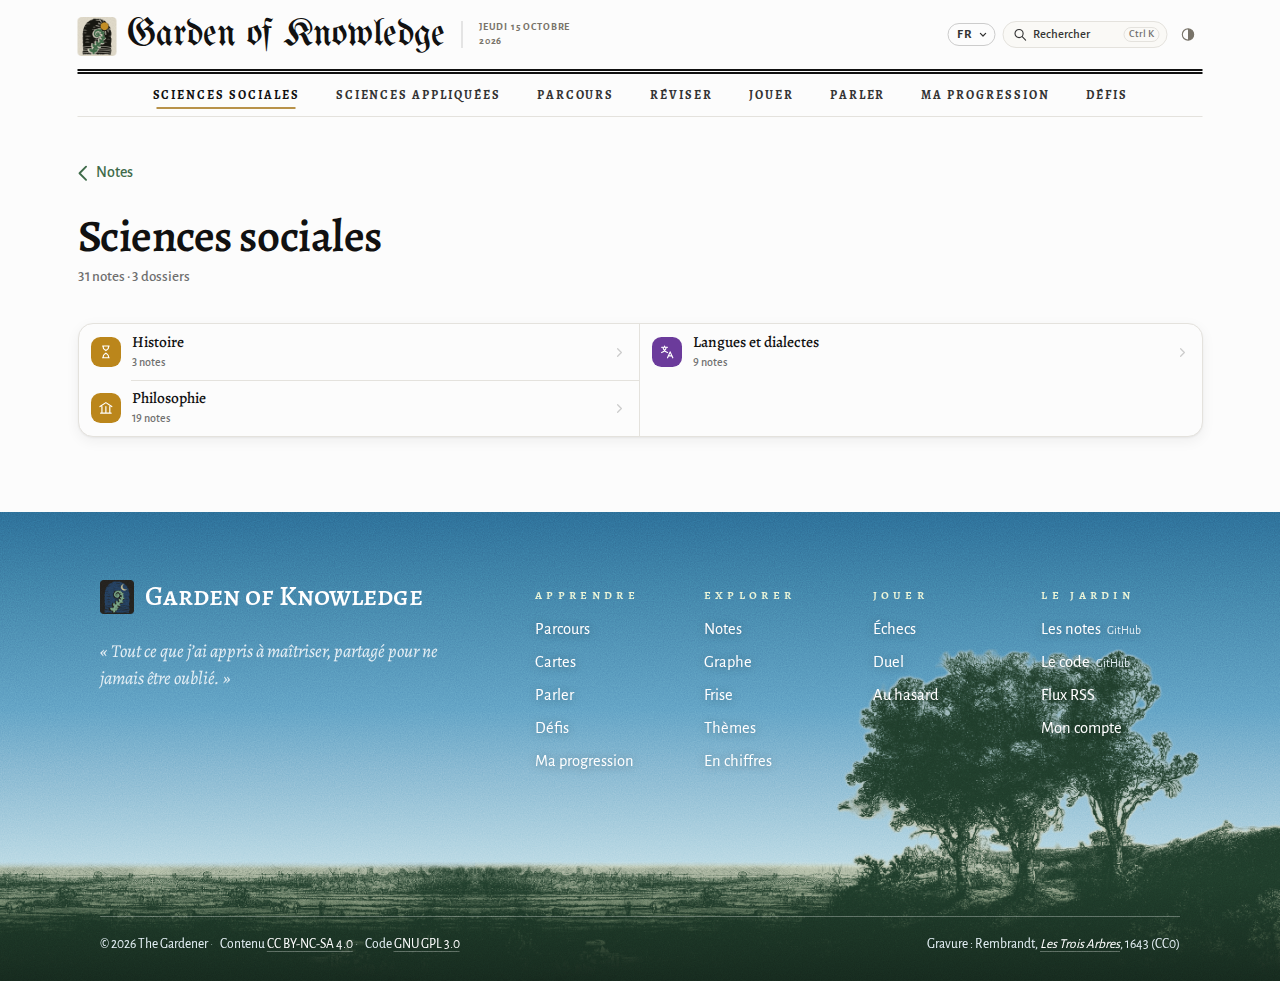 Garden of Knowledge
JEUDI 15 OCTOBRE
2026
FR
Rechercher
Ctrl K
SCIENCES SOCIALES
SCIENCES APPLIQUÉES
PARCOURS
RÉVISER
JOUER
PARLER
MA PROGRESSION
DÉFIS
Notes
Sciences sociales
31 notes · 3 dossiers
Histoire
3 notes
Langues et dialectes
9 notes
Philosophie
19 notes
GARDEN OF KNOWLEDGE
« Tout ce que j’ai appris à maîtriser, partagé pour ne
jamais être oublié. »
APPRENDRE
Parcours
Cartes
Parler
Défis
Ma progression
EXPLORER
Notes
Graphe
Frise
Thèmes
En chiffres
JOUER
Échecs
Duel
Au hasard
LE JARDIN
Les notes GitHub
Le code GitHub
Flux RSS
Mon compte
© 2026 The Gardener · Contenu CC BY-NC-SA 4.0 · Code GNU GPL 3.0
Gravure : Rembrandt, Les Trois Arbres, 1643 (CC0)